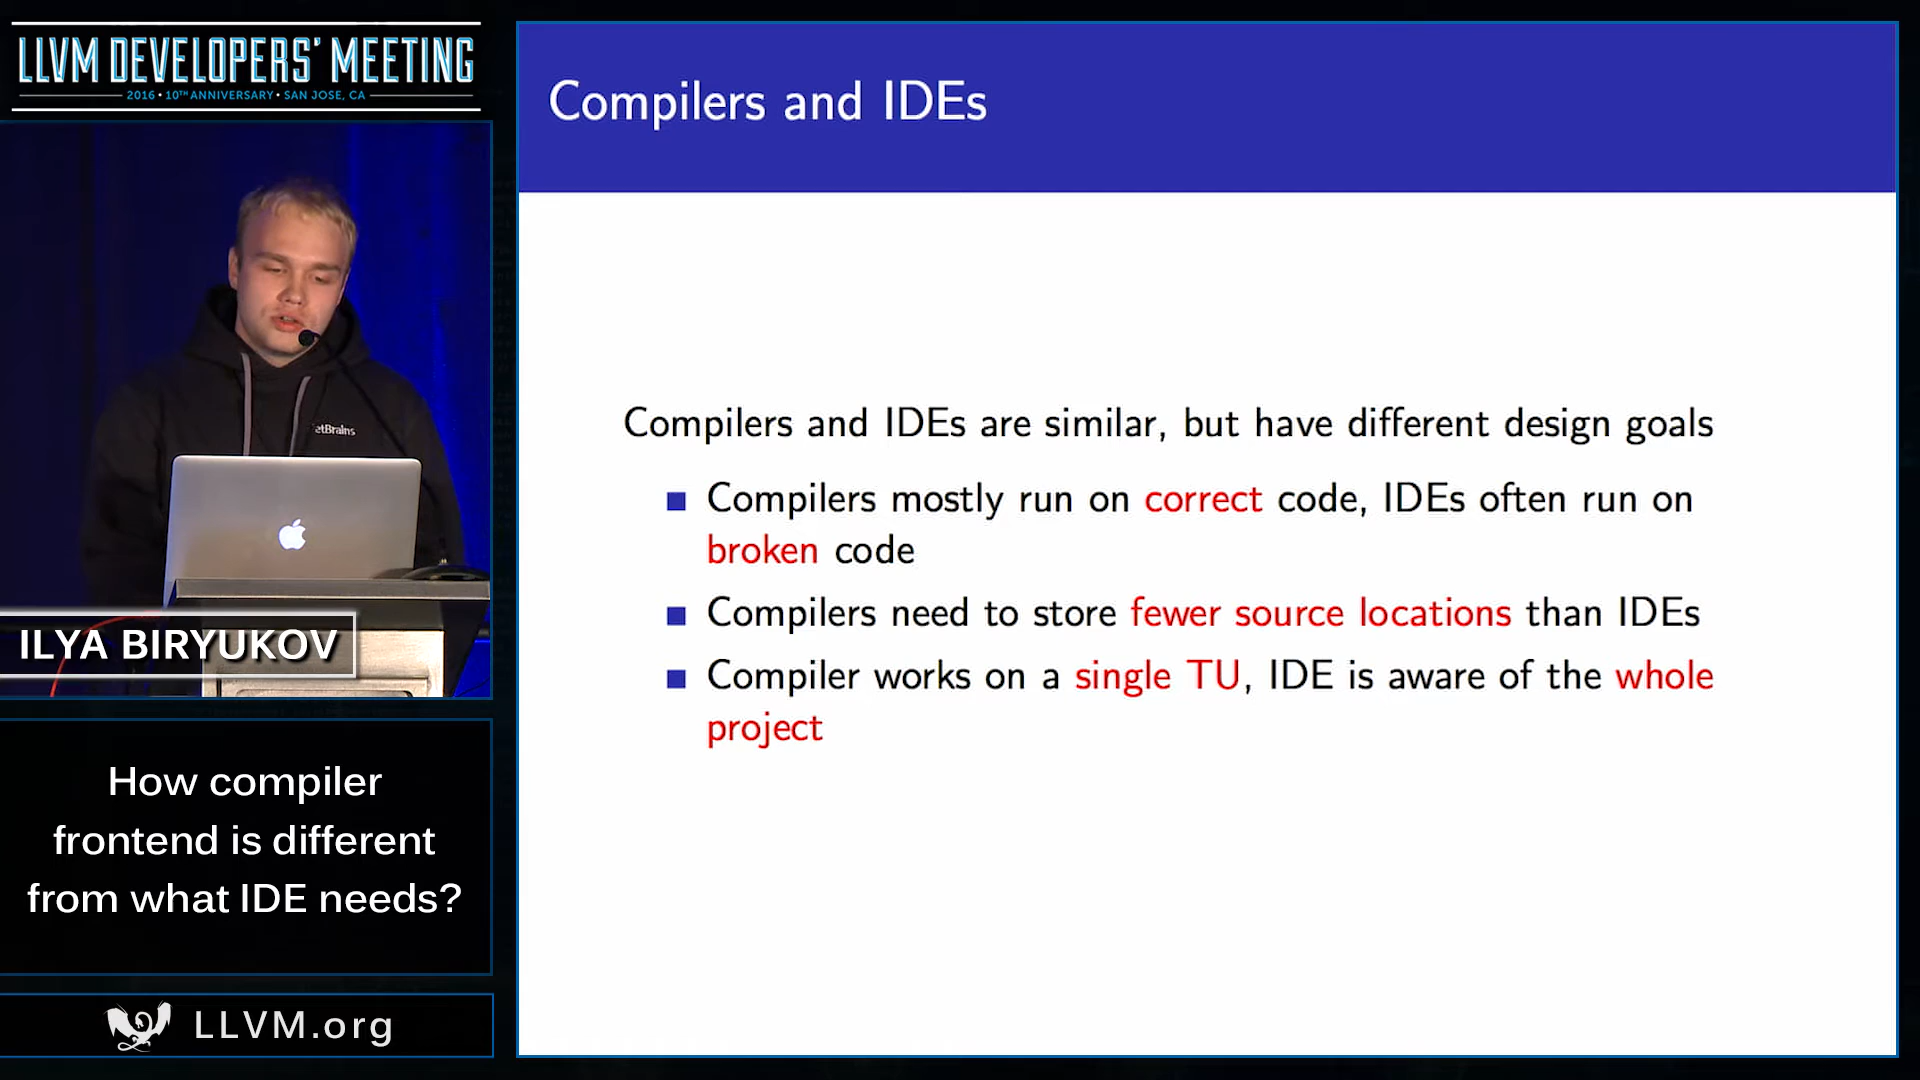 LLVM DEVELOPERS' MEETING
2016 • 10TH ANNIVERSARY • SAN JOSE, CA
etBrains
ILYA BIRYUKOV
How compiler
frontend is different
from what IDE needs?
LLVM.org
Compilers and IDEs
Compilers and IDEs are similar, but have different design goals
Compilers mostly run on correct code, IDEs often run on
broken code
Compilers need to store fewer source locations than IDEs
Compiler works on a single TU, IDE is aware of the whole
project